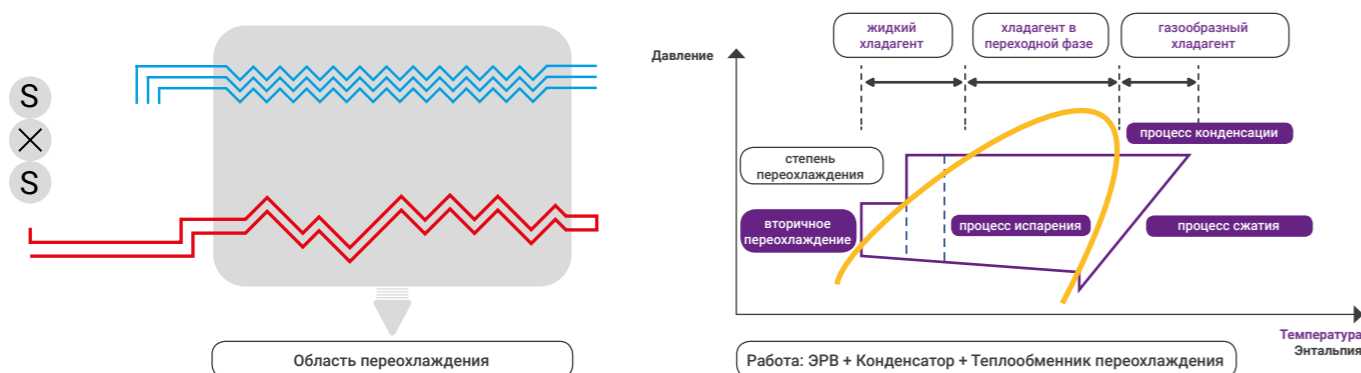 S
X
S
Область переохлаждения
Давление
жидкий
хладагент
хладагент в
переходной фазе
газообразный
хладагент
процесс конденсации
степень
переохлаждения
вторичное
переохлаждение
процесс испарения
процесс сжатия
Температура
Энтальпия
Работа: ЭРВ + Конденсатор + Теплообменник переохлаждения